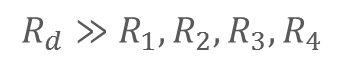 R_d ≫ R_1, R_2, R_3, R_4